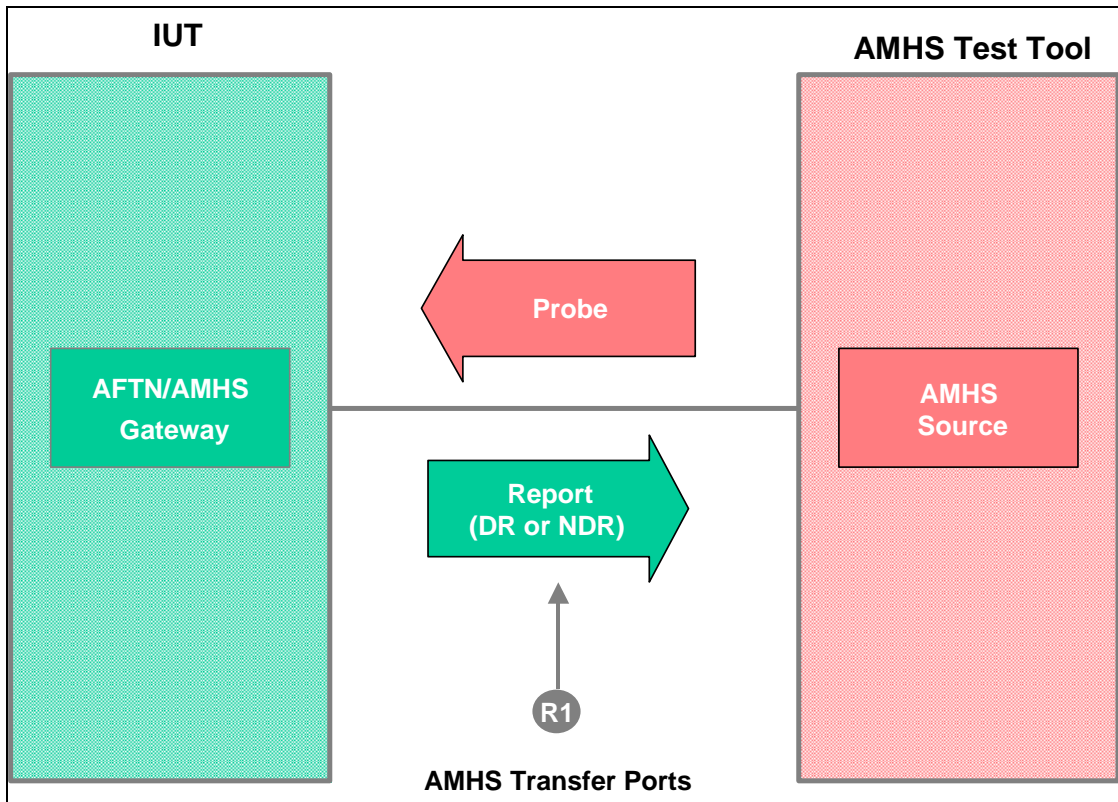 IUT
AMHS Test Tool
Probe
AFTN/AMHS
Gateway
AMHS
Source
Report
(DR or NDR)
R1
AMHS Transfer Ports